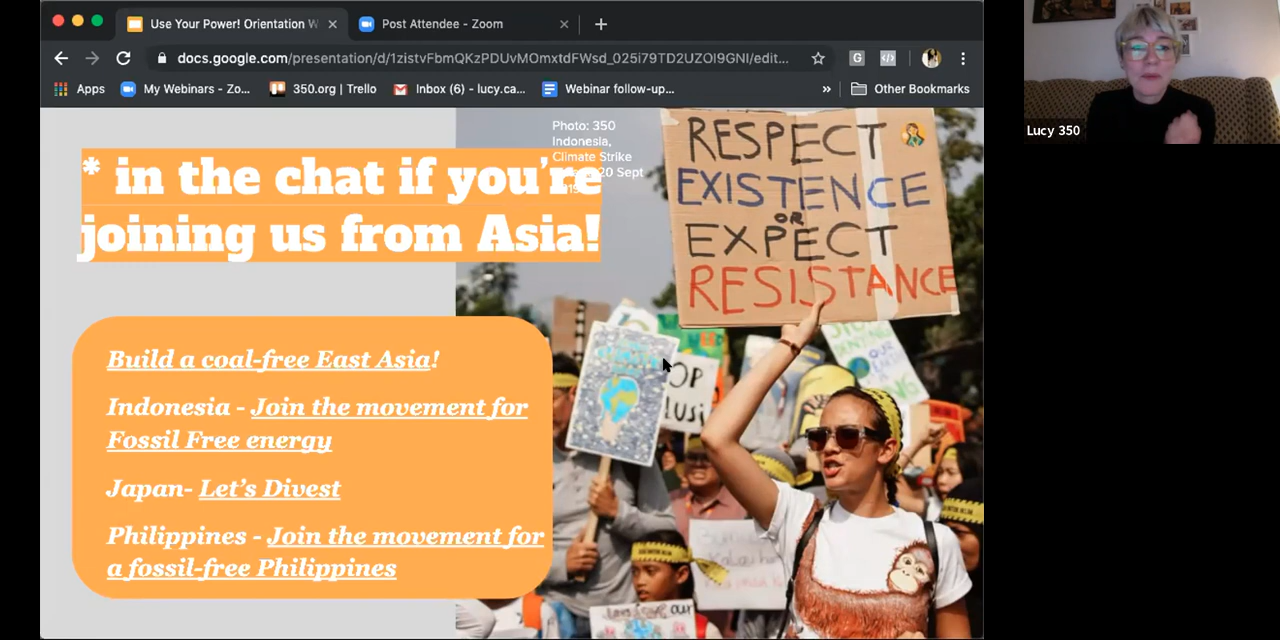 Use Your Power! Orientation W
Post Attendee - Zoom
docs.google.com/presentation/d/1zistvFbmQKzPDUvMOmxtdFWsd_025i79TD2UZOl9GNI/edit...
Apps
My Webinars - Zo...
350.org | Trello
Inbox (6) - lucy.ca...
Webinar follow-up...
»
Other Bookmarks
Lucy 350
Photo: 350
Indonesia,
Climate Strike
20 Sept
* in the chat if you're
joining us from Asia!
RESPECT
EXISTENCE
OR
EXPECT
RESISTANCE
Build a coal-free East Asia!
Indonesia - Join the movement for
Fossil Free energy
Japan- Let's Divest
Philippines - Join the movement for
a fossil-free Philippines